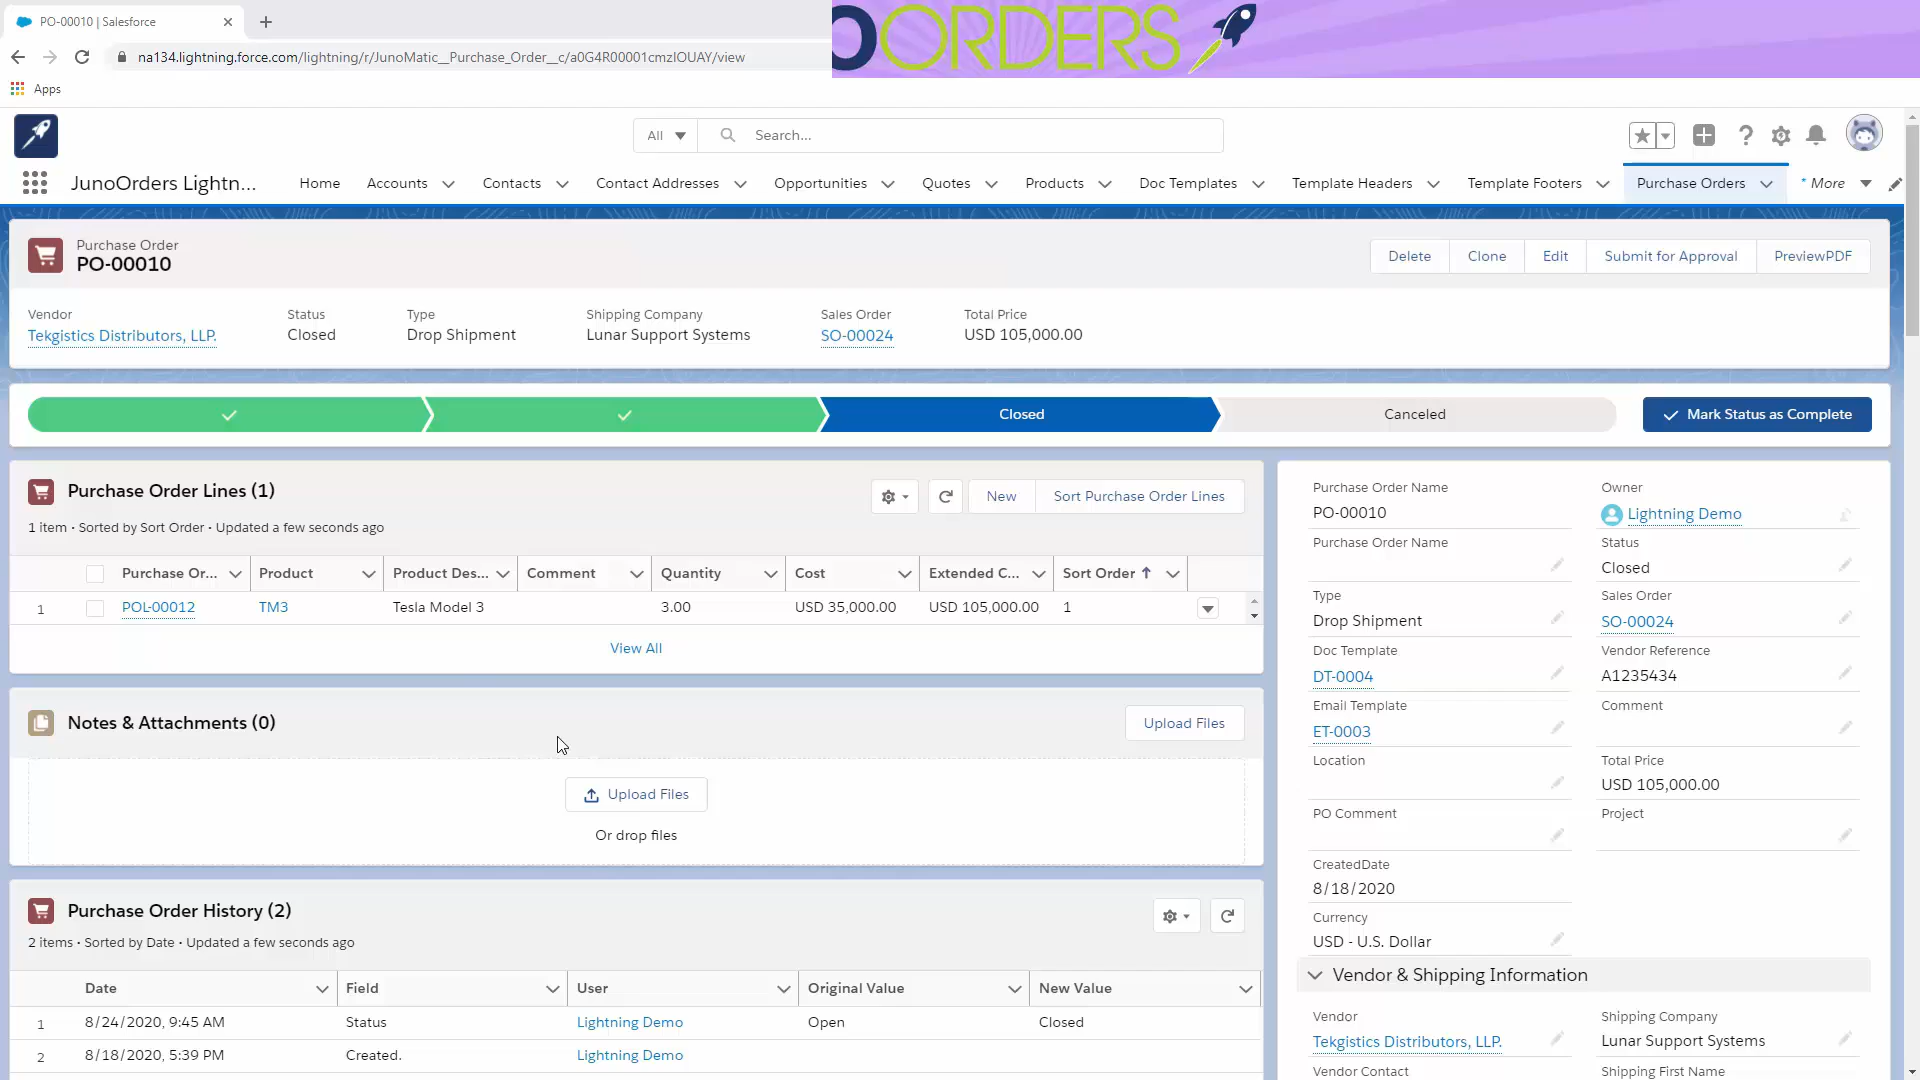 PO-00010 | Salesforce
OORDERS
na134.lightning.force.com/lightning/r/JunoMatic__Purchase_Order__c/a0G4R00001cmzlOUAY/view
Apps
All
Search...
JunoOrders Lightn...
Home
Accounts
Contacts
Contact Addresses
Opportunities
Quotes
Products
Doc Templates
Template Headers
Template Footers
Purchase Orders
* More
Purchase Order
PO-00010
Delete
Clone
Edit
Submit for Approval
PreviewPDF
Vendor
Status
Type
Shipping Company
Sales Order
Total Price
Tekgistics Distributors, LLP.
Closed
Drop Shipment
Lunar Support Systems
SO-00024
USD 105,000.00
Closed
Canceled
Mark Status as Complete
Purchase Order Lines (1)
New
Sort Purchase Order Lines
1 item • Sorted by Sort Order • Updated a few seconds ago
Purchase Or...
Product
Product Des...
Comment
Quantity
Cost
Extended C...
Sort Order
1
POL-00012
TM3
Tesla Model 3
3.00
USD 35,000.00
USD 105,000.00
1
View All
Notes & Attachments (0)
Upload Files
Upload Files
Or drop files
Purchase Order History (2)
2 items • Sorted by Date • Updated a few seconds ago
Date
Field
User
Original Value
New Value
1
8/24/2020, 9:45 AM
Status
Lightning Demo
Open
Closed
2
8/18/2020, 5:39 PM
Created.
Lightning Demo
Purchase Order Name
PO-00010
Owner
Lightning Demo
Purchase Order Name
Status
Closed
Type
Drop Shipment
Sales Order
SO-00024
Doc Template
DT-0004
Vendor Reference
A1235434
Email Template
ET-0003
Comment
Location
Total Price
USD 105,000.00
PO Comment
Project
CreatedDate
8/18/2020
Currency
USD - U.S. Dollar
Vendor & Shipping Information
Vendor
Tekgistics Distributors, LLP.
Shipping Company
Lunar Support Systems
Vendor Contact
Shipping First Name